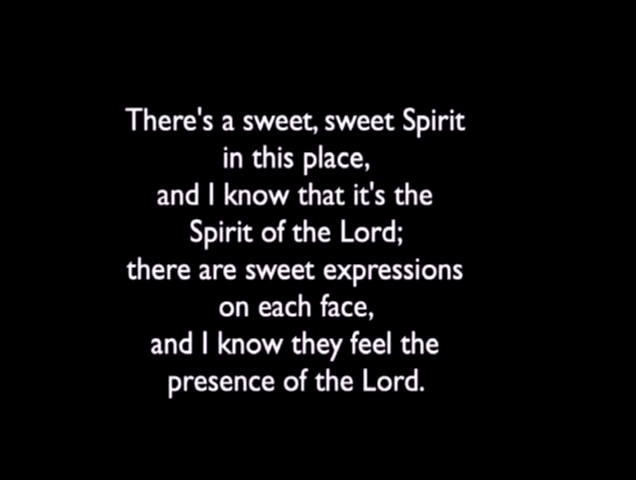 There's a sweet, sweet Spirit
in this place,
and I know that it's the
Spirit of the Lord;
there are sweet expressions
on each face,
and I know they feel the
presence of the Lord.